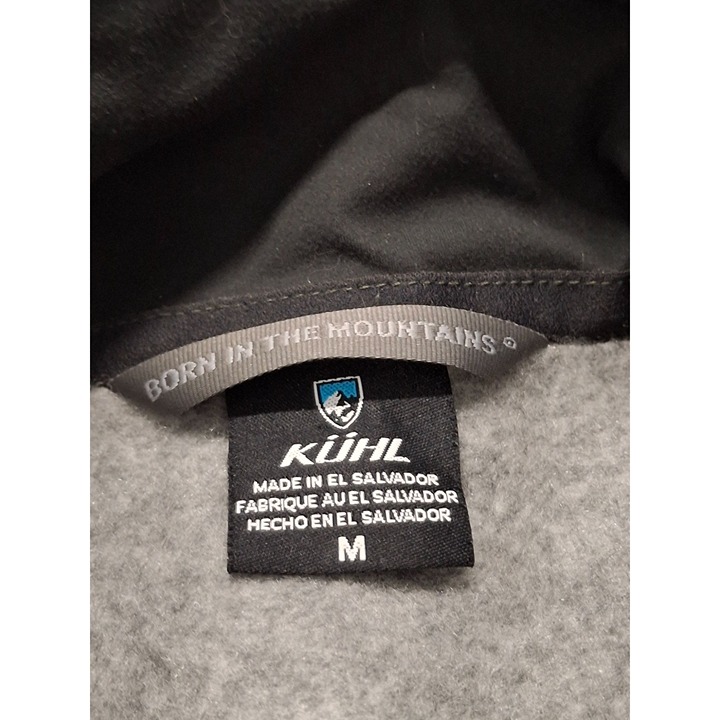 BORN IN THE MOUNTAINS®
KÜHL
MADE IN EL SALVADOR
FABRIQUE AU EL SALVADOR
HECHO EN EL SALVADOR
M